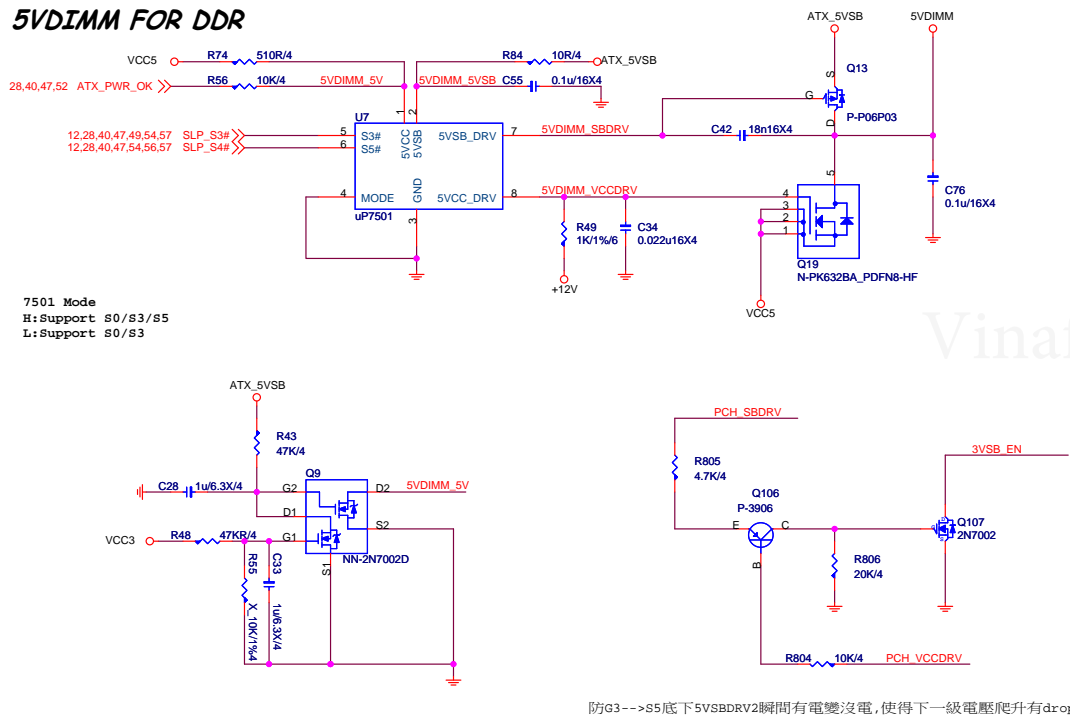 5VDIMM FOR DDR
VCC5
R74
510R/4
28,40,47,52 ATX_PWR_OK
R56
10K/4
5VDIMM_5V
R84
10R/4
ATX_5VSB
5VDIMM_5VSB
C55
0.1u/16X4
U7
1
2
5VCC
5VSB
12,28,40,47,49,54,57 SLP_S3#
12,28,40,47,54,56,57 SLP_S4#
5
S3#
6
S5#
4
MODE
GND
3
uP7501
5VSB_DRV
7
5VDIMM_SBDRV
5VCC_DRV
8
5VDIMM_VCCDRV
R49
1K/1%/6
C34
0.022u16X4
+12V
C42
18n16X4
ATX_5VSB
5VDIMM
S
Q13
G
P-P06P03
D
5
4
3
2
1
Q19
N-PK632BA_PDFN8-HF
VCC5
C76
0.1u/16X4
7501 Mode
H:Support S0/S3/S5
L:Support S0/S3
Vinaf
ATX_5VSB
R43
47K/4
C28
1u/6.3X/4
Q9
G2
D2
5VDIMM_5V
D1
S2
VCC3
R48
47KR/4
G1
S1
NN-2N7002D
R55
X_10K/1%4
C33
1u/6.3X/4
PCH_SBDRV
R805
4.7K/4
Q106
P-3906
E
C
B
3VSB_EN
Q107
2N7002
R806
20K/4
R804
10K/4
PCH_VCCDRV
防G3-->S5底下5VSBDRV2瞬間有電變沒電,使得下一級電壓爬升有drop